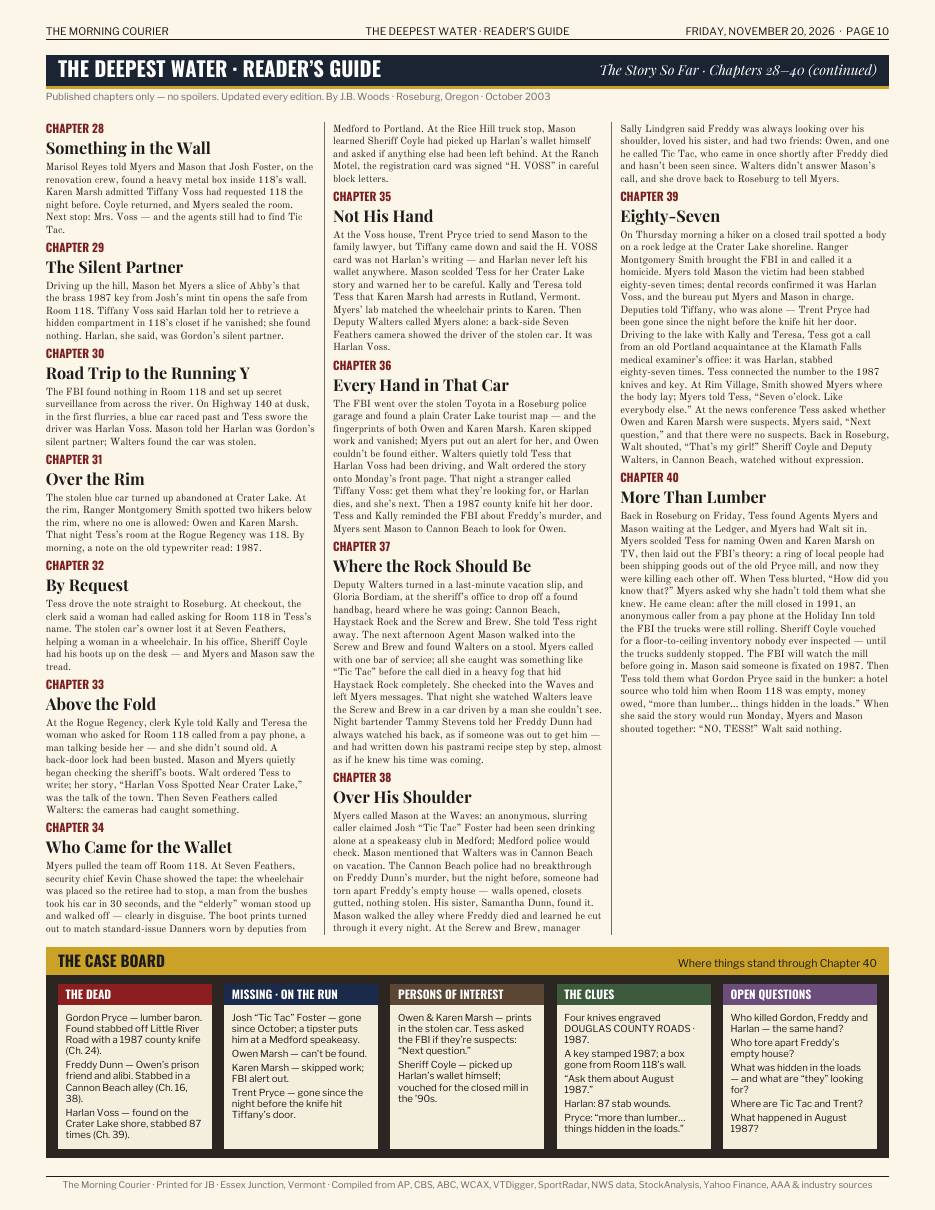 THE MORNING COURIER
THE DEEPEST WATER · READER'S GUIDE
FRIDAY, NOVEMBER 20, 2026 · PAGE 10
THE DEEPEST WATER · READER'S GUIDE
The Story So Far · Chapters 28–40 (continued)
Published chapters only — no spoilers. Updated every edition. By J.B. Woods · Roseburg, Oregon · October 2003
CHAPTER 28
Something in the Wall
Marisol Reyes told Myers and Mason that Josh Foster, on the
renovation crew, found a heavy metal box inside 118's wall.
Karen Marsh admitted Tiffany Voss had requested 118 the
night before. Coyle returned, and Myers sealed the room.
Next stop: Mrs. Voss — and the agents still had to find Tic
Tac.
CHAPTER 29
The Silent Partner
Driving up the hill, Mason bet Myers a slice of Abby's that
the brass 1987 key from Josh's mint tin opens the safe from
Room 118. Tiffany Voss said Harlan told her to retrieve a
hidden compartment in 118's closet if he vanished; she found
nothing. Harlan, she said, was Gordon's silent partner.
CHAPTER 30
Road Trip to the Running Y
The FBI found nothing in Room 118 and set up secret
surveillance from across the river. On Highway 140 at dusk,
in the first flurries, a blue car raced past and Tess swore the
driver was Harlan Voss. Mason told her Harlan was Gordon's
silent partner; Walters found the car was stolen.
CHAPTER 31
Over the Rim
The stolen blue car turned up abandoned at Crater Lake. At
the rim, Ranger Montgomery Smith spotted two hikers below
the rim, where no one is allowed: Owen and Karen Marsh.
That night Tess's room at the Rogue Regency was 118. By
morning, a note on the old typewriter read: 1987.
CHAPTER 32
By Request
Tess drove the note straight to Roseburg. At checkout, the
clerk said a woman had called asking for Room 118 in Tess's
name. The stolen car's owner lost it at Seven Feathers,
helping a woman in a wheelchair. In his office, Sheriff Coyle
had his boots up on the desk — and Myers and Mason saw the
tread.
CHAPTER 33
Above the Fold
At the Rogue Regency, clerk Kyle told Kally and Teresa the
woman who asked for Room 118 called from a pay phone, a
man talking beside her — and she didn't sound old. A
back-door lock had been busted. Mason and Myers quietly
began checking the sheriff's boots. Walt ordered Tess to
write; her story, “Harlan Voss Spotted Near Crater Lake,”
was the talk of the town. Then Seven Feathers called
Walters: the cameras had caught something.
CHAPTER 34
Who Came for the Wallet
Myers pulled the team off Room 118. At Seven Feathers,
security chief Kevin Chase showed the tape: the wheelchair
was placed so the retiree had to stop, a man from the bushes
took his car in 30 seconds, and the “elderly” woman stood up
and walked off — clearly in disguise. The boot prints turned
out to match standard-issue Danners worn by deputies from
Medford to Portland. At the Rice Hill truck stop, Mason
learned Sheriff Coyle had picked up Harlan's wallet himself
and asked if anything else had been left behind. At the Ranch
Motel, the registration card was signed “H. VOSS” in careful
block letters.
CHAPTER 35
Not His Hand
At the Voss house, Trent Pryce tried to send Mason to the
family lawyer, but Tiffany came down and said the H. VOSS
card was not Harlan's writing — and Harlan never left his
wallet anywhere. Mason scolded Tess for her Crater Lake
story and warned her to be careful. Kally and Teresa told
Tess that Karen Marsh had arrests in Rutland, Vermont.
Myers' lab matched the wheelchair prints to Karen. Then
Deputy Walters called Myers alone: a back-side Seven
Feathers camera showed the driver of the stolen car. It was
Harlan Voss.
CHAPTER 36
Every Hand in That Car
The FBI went over the stolen Toyota in a Roseburg police
garage and found a plain Crater Lake tourist map — and the
fingerprints of both Owen and Karen Marsh. Karen skipped
work and vanished; Myers put out an alert for her, and Owen
couldn't be found either. Walters quietly told Tess that
Harlan Voss had been driving, and Walt ordered the story
onto Monday's front page. That night a stranger called
Tiffany Voss: get them what they're looking for, or Harlan
dies, and she's next. Then a 1987 county knife hit her door.
Tess and Kally reminded the FBI about Freddy's murder, and
Myers sent Mason to Cannon Beach to look for Owen.
CHAPTER 37
Where the Rock Should Be
Deputy Walters turned in a last-minute vacation slip, and
Gloria Bordiam, at the sheriff's office to drop off a found
handbag, heard where he was going: Cannon Beach,
Haystack Rock and the Screw and Brew. She told Tess right
away. The next afternoon Agent Mason walked into the
Screw and Brew and found Walters on a stool. Myers called
with one bar of service; all she caught was something like
“Tic Tac” before the call died in a heavy fog that hid
Haystack Rock completely. She checked into the Waves and
left Myers messages. That night she watched Walters leave
the Screw and Brew in a car driven by a man she couldn't see.
Night bartender Tammy Stevens told her Freddy Dunn had
always watched his back, as if someone was out to get him —
and had written down his pastrami recipe step by step, almost
as if he knew his time was coming.
CHAPTER 38
Over His Shoulder
Myers called Mason at the Waves: an anonymous, slurring
caller claimed Josh “Tic Tac” Foster had been seen drinking
alone at a speakeasy club in Medford; Medford police would
check. Mason mentioned that Walters was in Cannon Beach
on vacation. The Cannon Beach police had no breakthrough
on Freddy Dunn's murder, but the night before, someone had
torn apart Freddy's empty house — walls opened, closets
gutted, nothing stolen. His sister, Samantha Dunn, found it.
Mason walked the alley where Freddy died and learned he cut
through it every night. At the Screw and Brew, manager
Sally Lindgren said Freddy was always looking over his
shoulder, loved his sister, and had two friends: Owen, and one
he called Tic Tac, who came in once shortly after Freddy died
and hasn't been seen since. Walters didn't answer Mason's
call, and she drove back to Roseburg to tell Myers.
CHAPTER 39
Eighty-Seven
On Thursday morning a hiker on a closed trail spotted a body
on a rock ledge at the Crater Lake shoreline. Ranger
Montgomery Smith brought the FBI in and called it a
homicide. Myers told Mason the victim had been stabbed
eighty-seven times; dental records confirmed it was Harlan
Voss, and the bureau put Myers and Mason in charge.
Deputies told Tiffany, who was alone — Trent Pryce had
been gone since the night before the knife hit her door.
Driving to the lake with Kally and Teresa, Tess got a call
from an old Portland acquaintance at the Klamath Falls
medical examiner's office: it was Harlan, stabbed
eighty-seven times. Tess connected the number to the 1987
knives and key. At Rim Village, Smith showed Myers where
the body lay; Myers told Tess, “Seven o'clock. Like
everybody else.” At the news conference Tess asked whether
Owen and Karen Marsh were suspects. Myers said, “Next
question,” and that there were no suspects. Back in Roseburg,
Walt shouted, “That's my girl!” Sheriff Coyle and Deputy
Walters, in Cannon Beach, watched without expression.
CHAPTER 40
More Than Lumber
Back in Roseburg on Friday, Tess found Agents Myers and
Mason waiting at the Ledger, and Myers had Walt sit in.
Myers scolded Tess for naming Owen and Karen Marsh on
TV, then laid out the FBI's theory: a ring of local people had
been shipping goods out of the old Pryce mill, and now they
were killing each other off. When Tess blurted, “How did you
know that?” Myers asked why she hadn't told them what she
knew. He came clean: after the mill closed in 1991, an
anonymous caller from a pay phone at the Holiday Inn told
the FBI the trucks were still rolling. Sheriff Coyle vouched
for a floor-to-ceiling inventory nobody ever inspected — until
the trucks suddenly stopped. The FBI will watch the mill
before going in. Mason said someone is fixated on 1987. Then
Tess told them what Gordon Pryce said in the bunker: a hotel
source who told him when Room 118 was empty, money
owed, “more than lumber... things hidden in the loads.” When
she said the story would run Monday, Myers and Mason
shouted together: “NO, TESS!” Walt said nothing.
THE CASE BOARD
Where things stand through Chapter 40
THE DEAD
Gordon Pryce — lumber baron.
Found stabbed off Little River
Road with a 1987 county knife
(Ch. 24).
Freddy Dunn — Owen's prison
friend and alibi. Stabbed in a
Cannon Beach alley (Ch. 16,
38).
Harlan Voss — found on the
Crater Lake shore, stabbed 87
times (Ch. 39).
MISSING · ON THE RUN
Josh “Tic Tac” Foster — gone
since October; a tipster puts
him at a Medford speakeasy.
Owen Marsh — can't be found.
Karen Marsh — skipped work;
FBI alert out.
Trent Pryce — gone since the
night before the knife hit
Tiffany's door.
PERSONS OF INTEREST
Owen & Karen Marsh — prints
in the stolen car. Tess asked
the FBI if they're suspects:
“Next question.”
Sheriff Coyle — picked up
Harlan's wallet himself;
vouched for the closed mill in
the '90s.
THE CLUES
Four knives engraved
DOUGLAS COUNTY ROADS ·
1987.
A key stamped 1987; a box
gone from Room 118's wall.
“Ask them about August
1987.”
Harlan: 87 stab wounds.
Pryce: “more than lumber...
things hidden in the loads.”
OPEN QUESTIONS
Who killed Gordon, Freddy and
Harlan — the same hand?
Who tore apart Freddy's
empty house?
What was hidden in the loads
— and what are “they” looking
for?
Where are Tic Tac and Trent?
What happened in August
1987?
The Morning Courier · Printed for JB · Essex Junction, Vermont · Compiled from AP, CBS, ABC, WCAX, VTDigger, SportRadar, NWS data, StockAnalysis, Yahoo Finance, AAA & industry sources